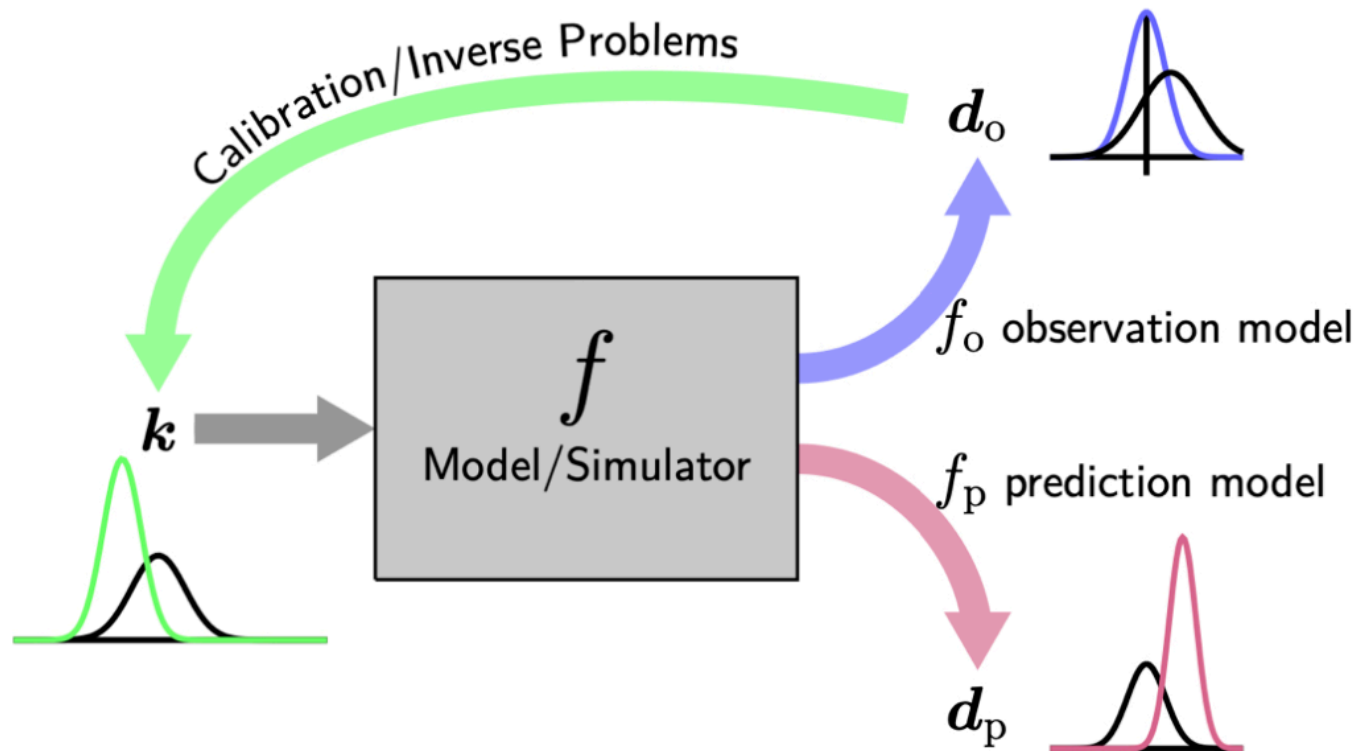 Calibration/Inverse Problems
d_o
f_o observation model
f
Model/Simulator
k
f_p prediction model
d_p